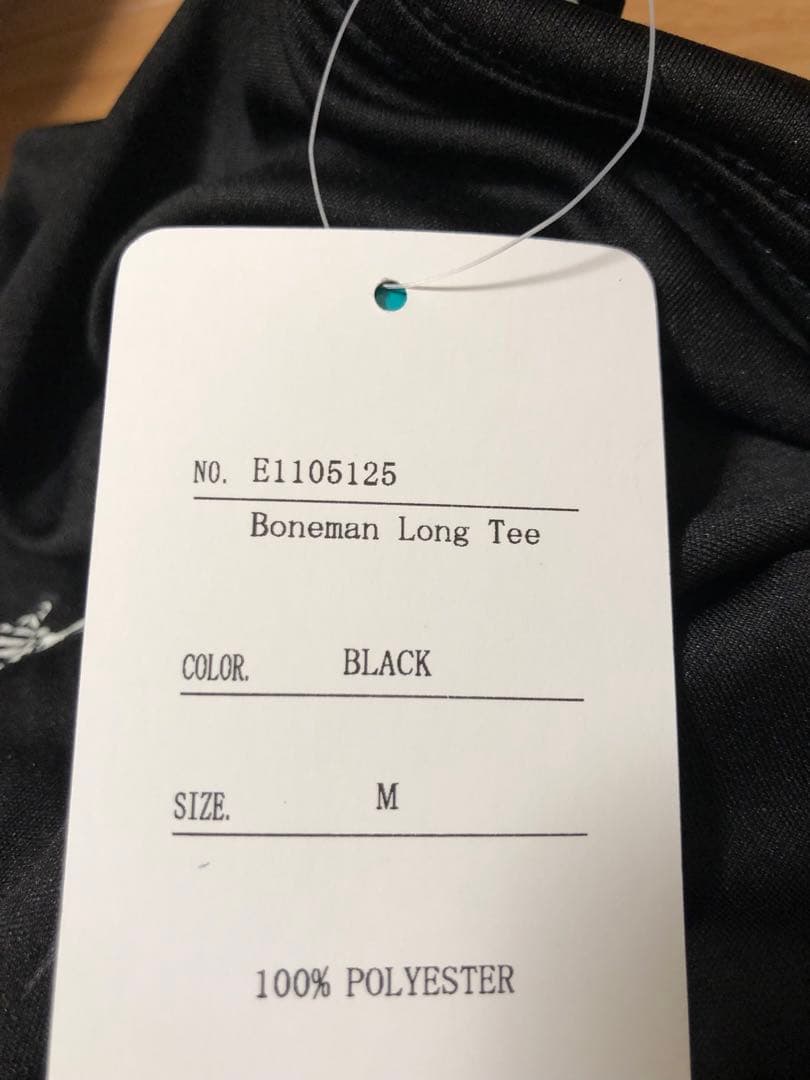 NO. E1105125
Boneman Long Tee
COLOR. BLACK
SIZE. M
100% POLYESTER